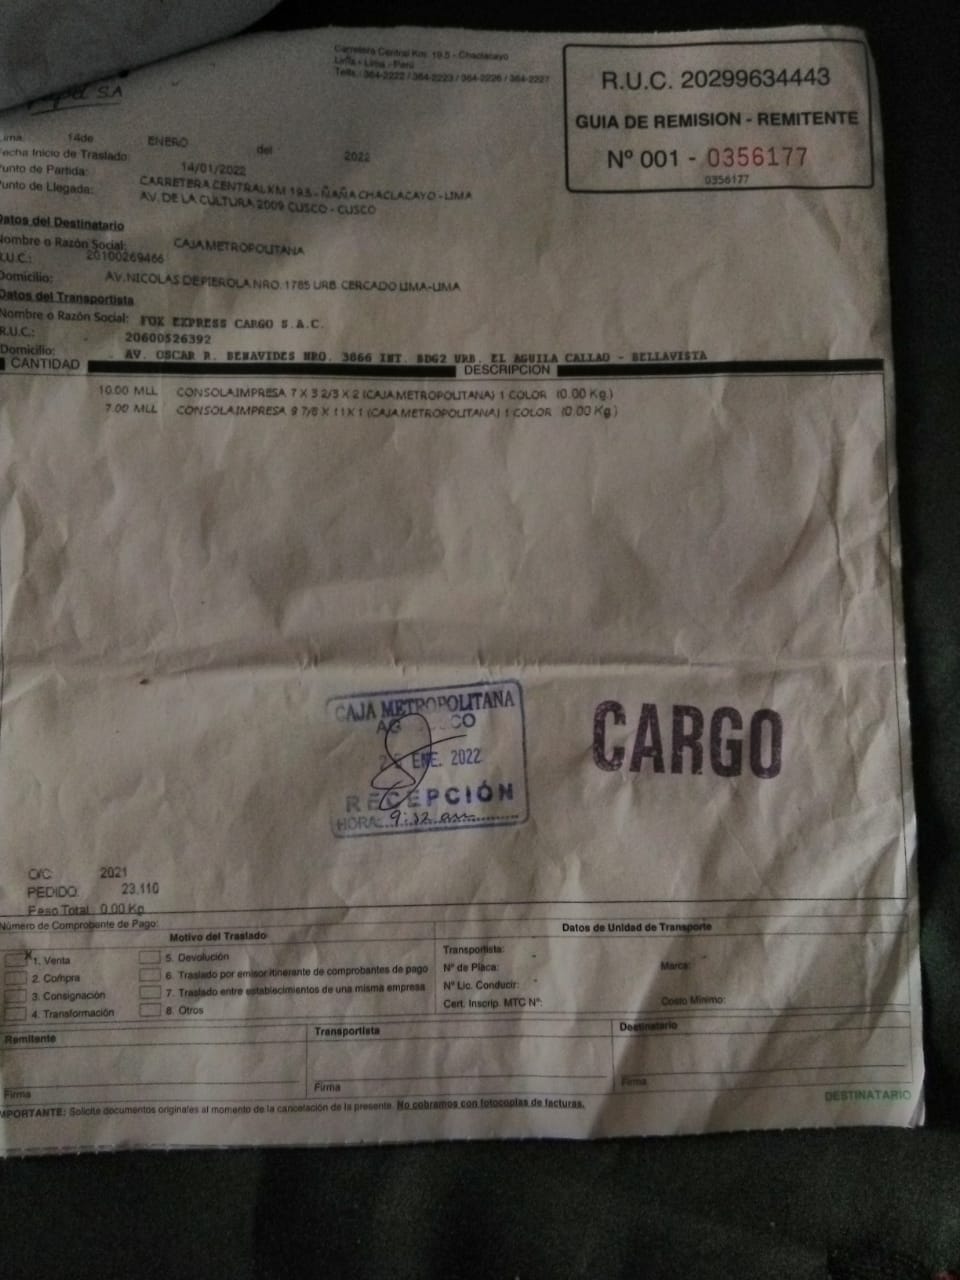 Carretera Central Km. 19.5 - Chaclacayo
Lima - Lima - Perú
Telfs.: 364-2222 / 364-2223 / 364-2226 / 364-2227
SA
R.U.C. 20299634443
GUIA DE REMISION - REMITENTE
Nº 001 - 0356177
0356177
14de ENERO del 2022
Fecha Inicio de Traslado: 14/01/2022
Punto de Partida: CARRETERA CENTRAL KM 19.5 - ÑAÑA CHACLACAYO - LIMA
Punto de Llegada: AV. DE LA CULTURA 2009 CUSCO - CUSCO
Datos del Destinatario
Nombre o Razón Social: CAJA METROPOLITANA
R.U.C.: 20100269466
Domicilio: AV. NICOLAS DE PIEROLA NRO. 1785 URB. CERCADO LIMA-LIMA
Datos del Transportista
Nombre o Razón Social: FOX EXPRESS CARGO S.A.C.
R.U.C.: 20600526392
Domicilio: AV. OSCAR R. BENAVIDES NRO. 3866 INT. BDG2 URB. EL AGUILA CALLAO - BELLAVISTA
CANTIDAD DESCRIPCION
10.00 MLL CONSOLA IMPRESA 7 X 3 2/3 X 2 (CAJA METROPOLITANA) 1 COLOR (0.00 Kg.)
7.00 MLL CONSOLA IMPRESA 9 7/8 X 11 X 1 (CAJA METROPOLITANA) 1 COLOR (0.00 Kg.)
CAJA METROPOLITANA
AG CO
ENE. 2022
RECEPCIÓN
HORA: 9:32 am
CARGO
O/C: 2021
PEDIDO: 23.110
Peso Total: 0.00 Kg
Número de Comprobante de Pago:
Motivo del Traslado
X 1. Venta
2. Compra
3. Consignación
4. Transformación
5. Devolución
6. Traslado por emisor itinerante de comprobantes de pago
7. Traslado entre establecimientos de una misma empresa
8. Otros
Datos de Unidad de Transporte
Transportista:
Nº de Placa: Marca:
Nº Lic. Conducir:
Cert. Inscrip. MTC Nº: Costo Mínimo:
Remitente Transportista Destinatario
Firma Firma Firma
DESTINATARIO
IMPORTANTE: Solicite documentos originales al momento de la cancelación de la presente. No cobramos con fotocopias de facturas.